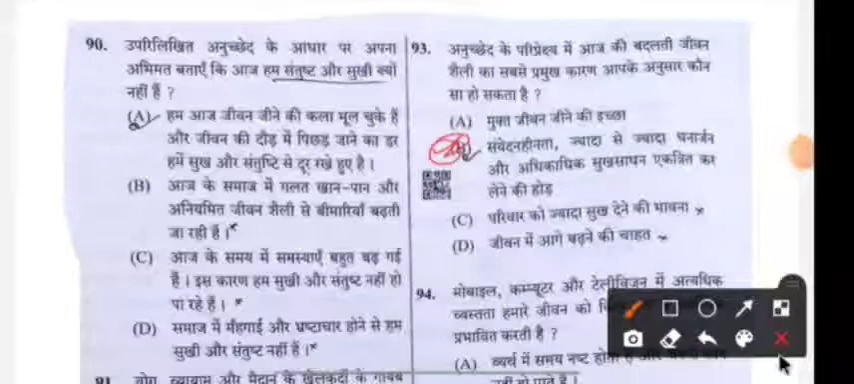 90. उपरिलिखित अनुच्छेद के आधार पर अपना
अभिमत बताएँ कि आज हम संतुष्ट और सुखी क्यों
नहीं हैं ?
(A) हम आज जीवन जीने की कला भूल चुके हैं
और जीवन की दौड़ में पिछड़ जाने का डर
हमें सुख और संतुष्टि से दूर रखे हुए है।
(B) आज के समाज में गलत खान-पान और
अनियमित जीवन शैली से बीमारियाँ बढ़ती
जा रही हैं।
(C) आज के समय में समस्याएँ बहुत बढ़ गई
हैं। इस कारण हम सुखी और संतुष्ट नहीं हो
पा रहे हैं।
(D) समाज में मँहगाई और भ्रष्टाचार होने से हम
सुखी और संतुष्ट नहीं हैं।
91 योग, व्यायाम और मैदान के खेलकूदों के गायब
93. अनुच्छेद के परिप्रेक्ष्य में आज की बदलती जीवन
शैली का सबसे प्रमुख कारण आपके अनुसार कौन
सा हो सकता है ?
(A) मुक्त जीवन जीने की इच्छा
संवेदनहीनता, ज्यादा से ज्यादा धनार्जन
और अधिकाधिक सुखसाधन एकत्रित कर
लेने की होड़
(C) परिवार को ज्यादा सुख देने की भावना
(D) जीवन में आगे बढ़ने की चाहत
94. मोबाइल, कम्प्यूटर और टेलीविजन में अत्यधिक
व्यस्तता हमारे जीवन को
प्रभावित करती है ?
(A) व्यर्थ में समय नष्ट
नहीं हो पाते हैं।